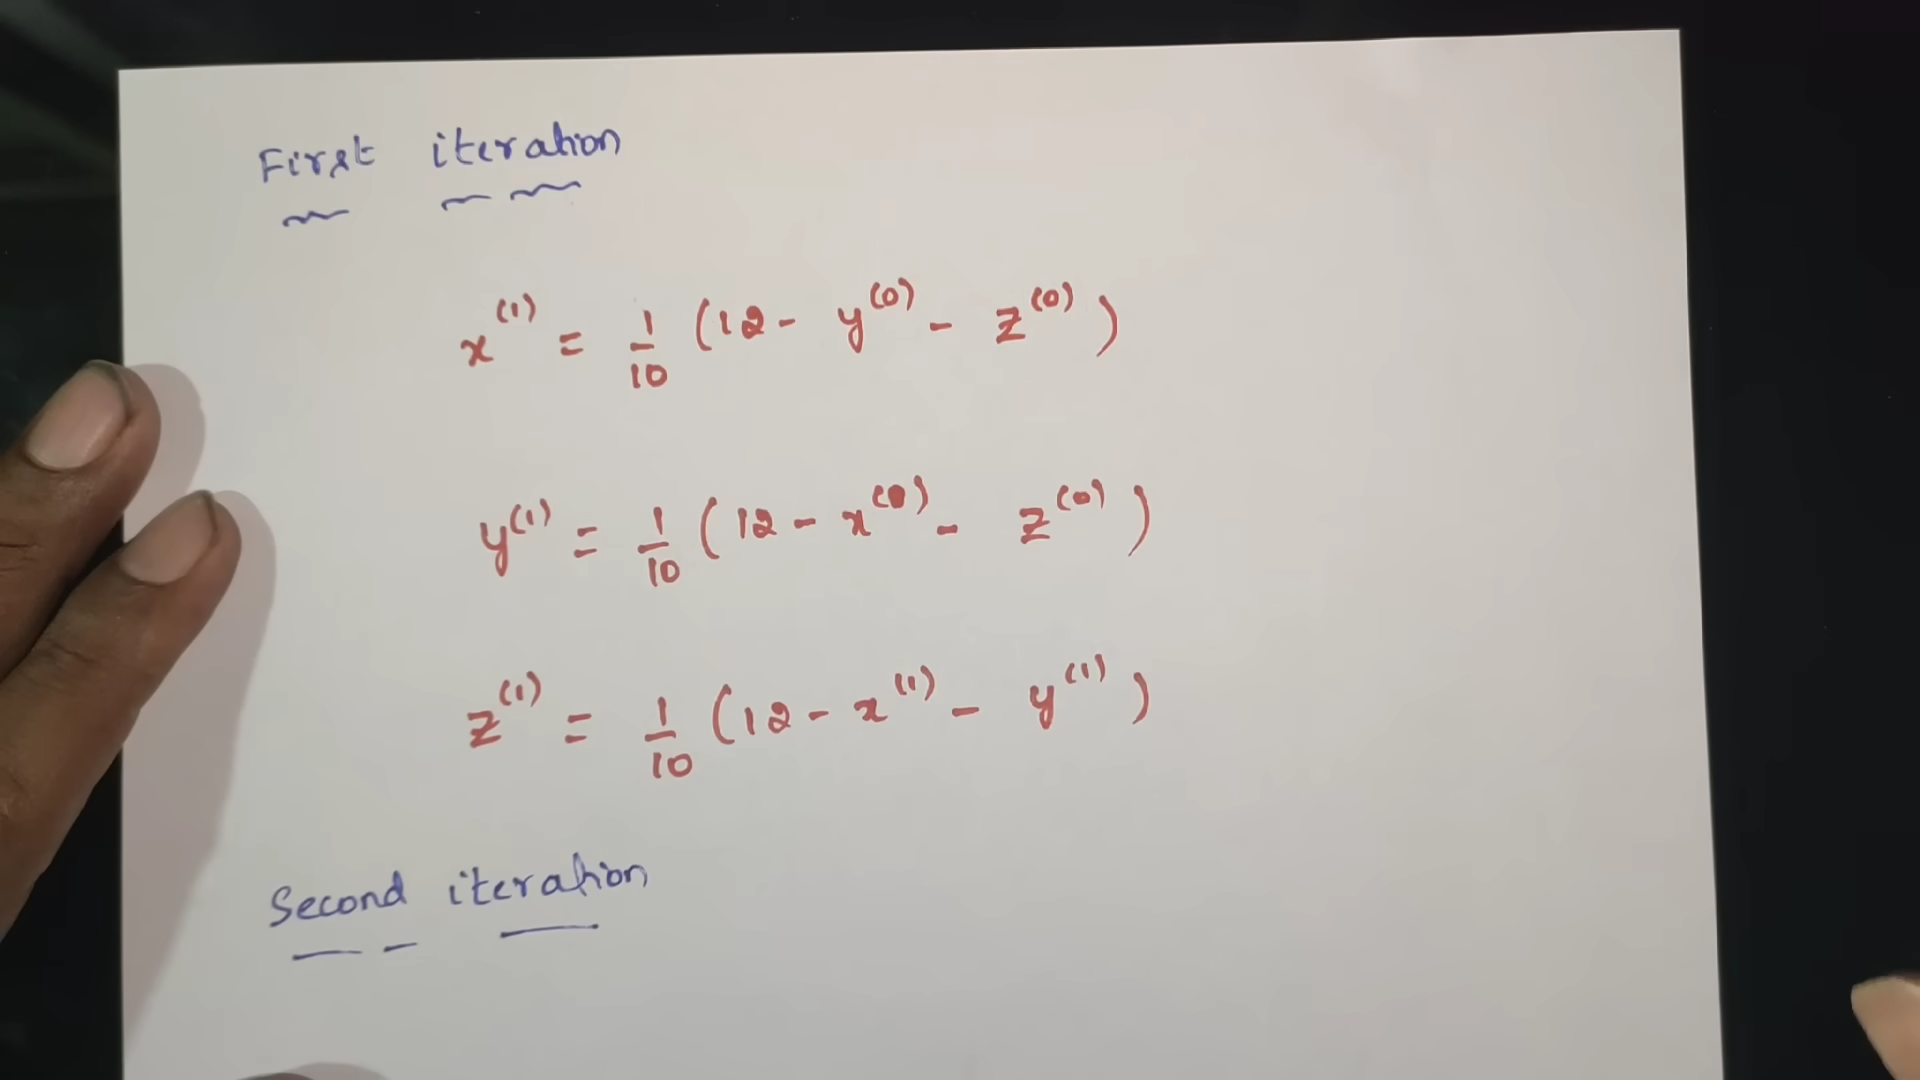 First iteration
x^(1) = 1/10 (12 - y^(0) - z^(0))
y^(1) = 1/10 (12 - x^(0) - z^(0))
z^(1) = 1/10 (12 - x^(1) - y^(1))
Second iteration